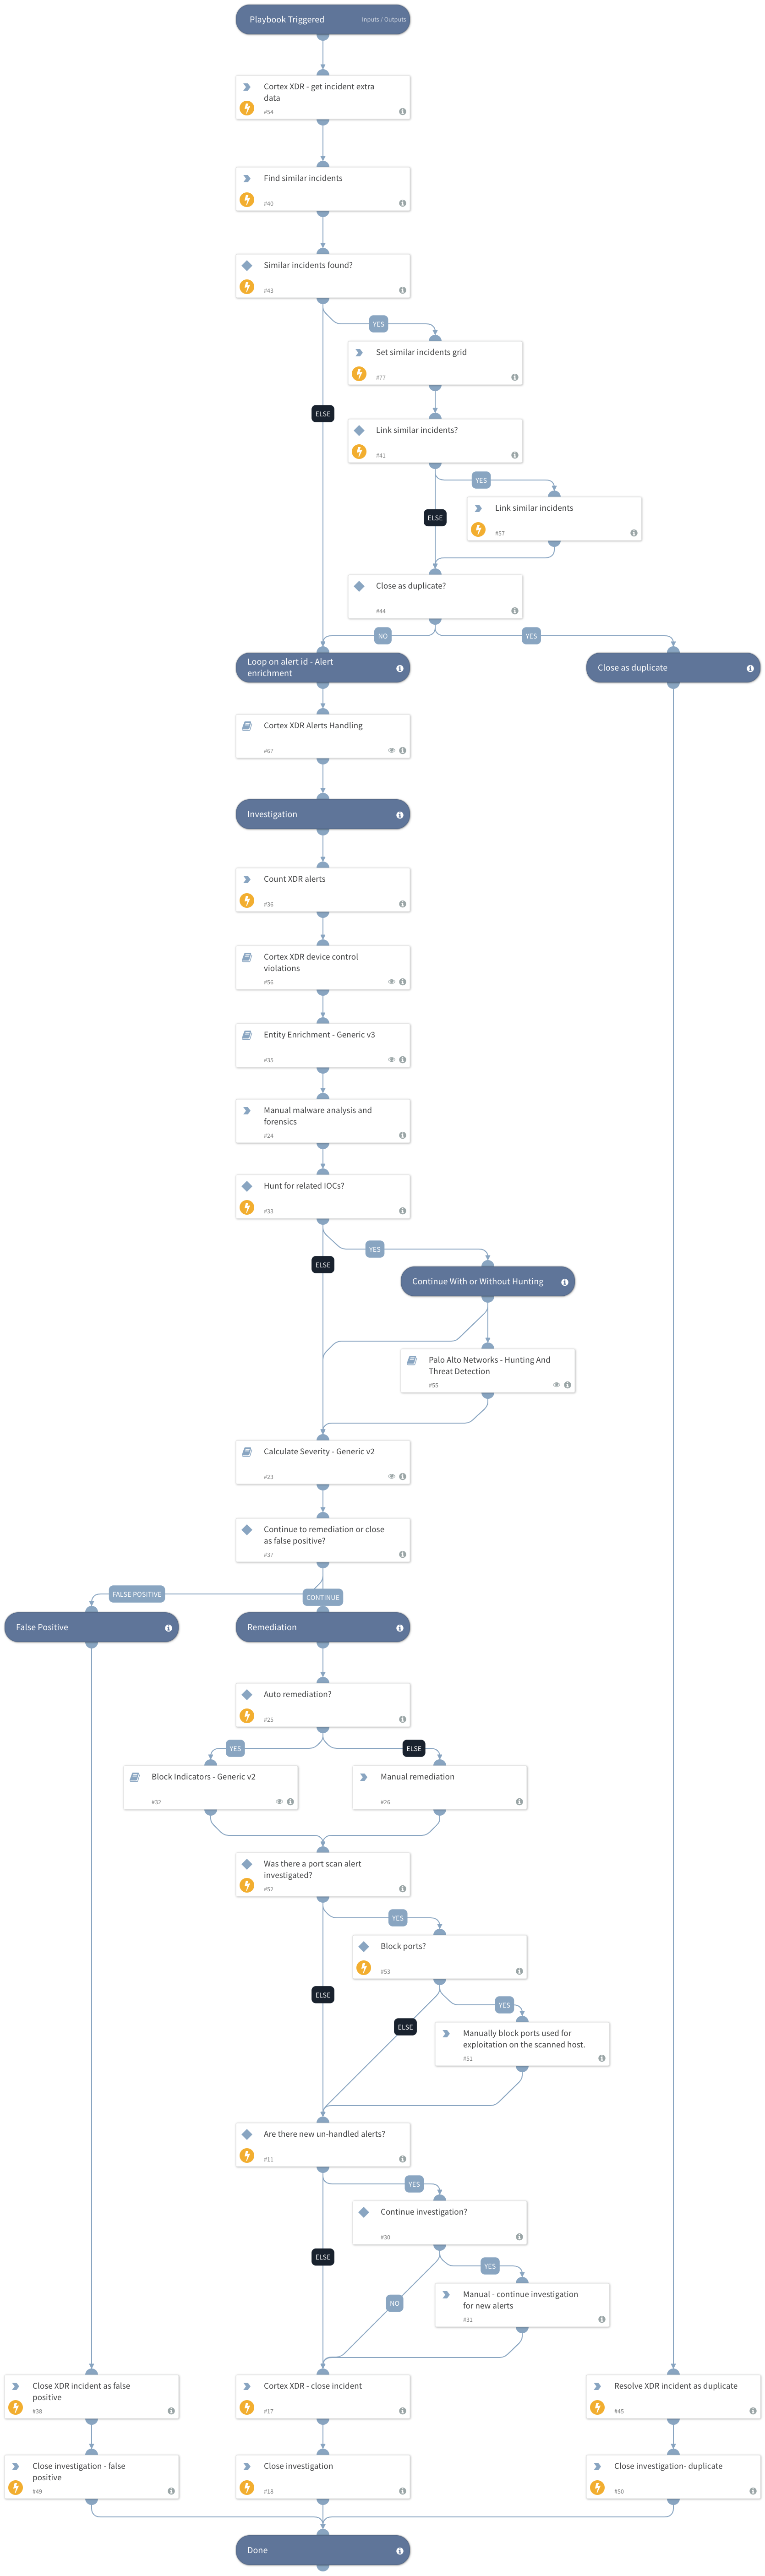 Playbook Triggered
Inputs / Outputs
Cortex XDR - get incident extra
data
#54
Find similar incidents
#40
Similar incidents found?
#43
YES
Set similar incidents grid
#77
ELSE
Link similar incidents?
#41
YES
Link similar incidents
#57
ELSE
Close as duplicate?
#44
NO
YES
Loop on alert id - Alert
enrichment
Close as duplicate
Cortex XDR Alerts Handling
#67
Investigation
Count XDR alerts
#36
Cortex XDR device control
violations
#56
Entity Enrichment - Generic v3
#35
Manual malware analysis and
forensics
#24
Hunt for related IOCs?
#33
YES
ELSE
Continue With or Without Hunting
Palo Alto Networks - Hunting And
Threat Detection
#55
Calculate Severity - Generic v2
#23
Continue to remediation or close
as false positive?
#37
FALSE POSITIVE
CONTINUE
False Positive
Remediation
Auto remediation?
#25
YES
ELSE
Block Indicators - Generic v2
#32
Manual remediation
#26
Was there a port scan alert
investigated?
#52
YES
Block ports?
#53
ELSE
YES
ELSE
Manually block ports used for
exploitation on the scanned host.
#51
Are there new un-handled alerts?
#11
YES
Continue investigation?
#30
ELSE
YES
Manual - continue investigation
for new alerts
#31
NO
Close XDR incident as false
positive
#38
Cortex XDR - close incident
#17
Resolve XDR incident as duplicate
#45
Close investigation - false
positive
#49
Close investigation
#18
Close investigation- duplicate
#50
Done